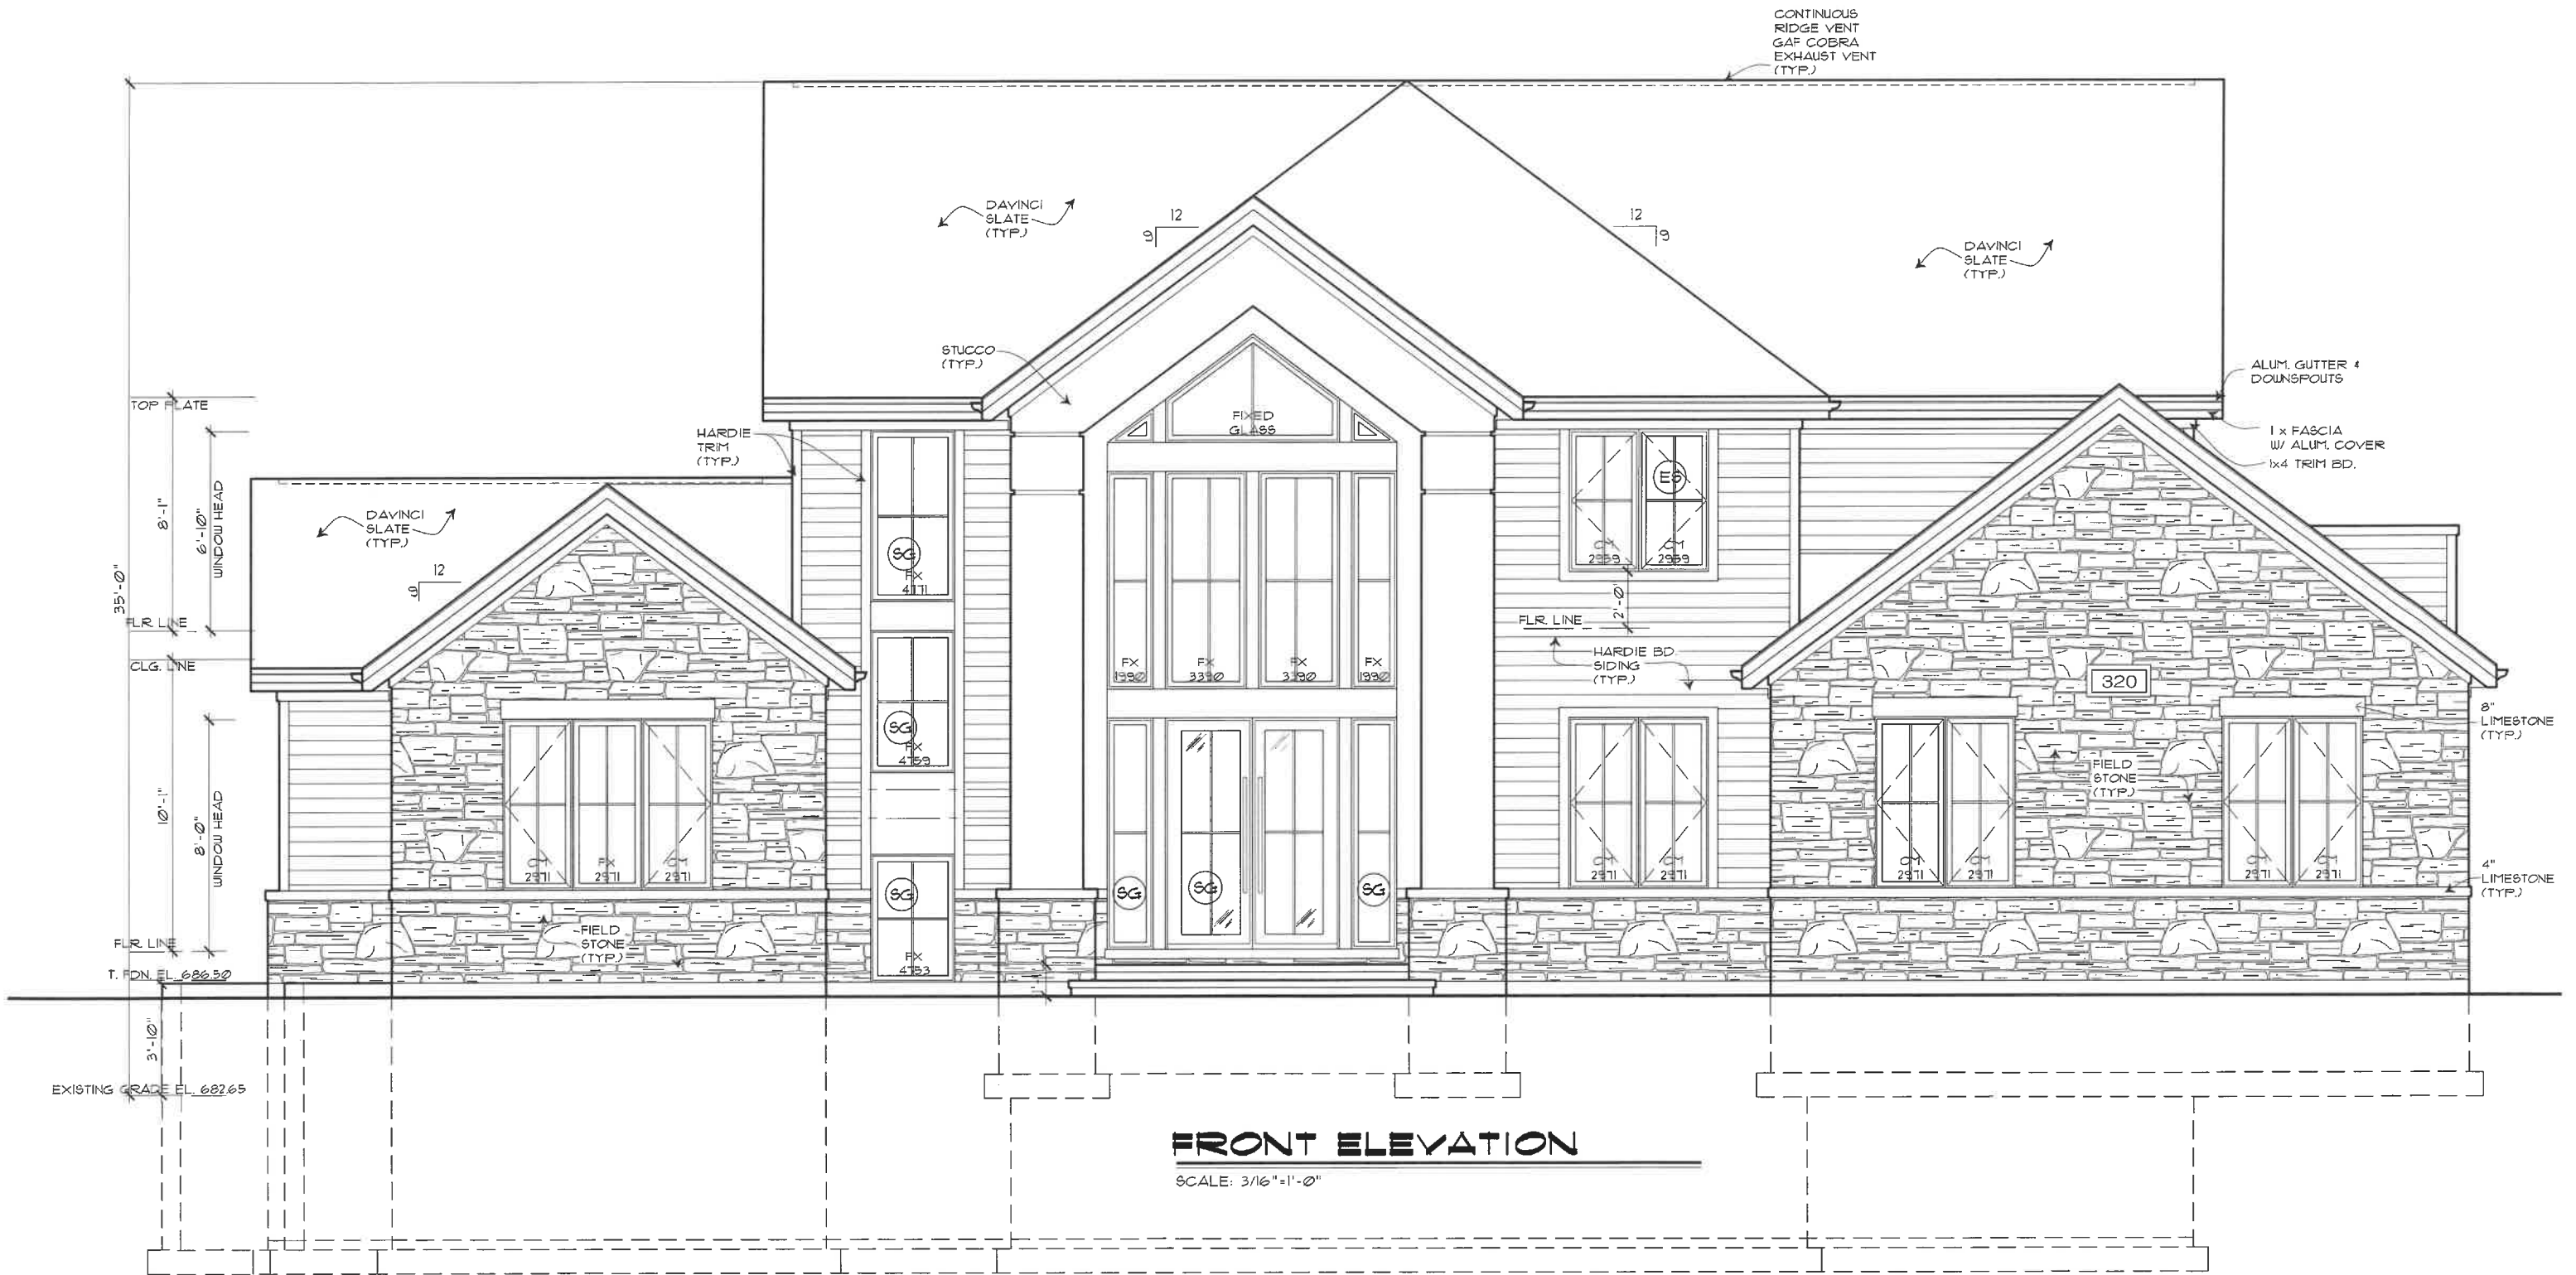 CONTINUOUS
RIDGE VENT
GAF COBRA
EXHAUST VENT
(TYP.)
DAVINCI
SLATE
(TYP.)
12
9
12
9
DAVINCI
SLATE
(TYP.)
STUCCO
(TYP.)
ALUM. GUTTER &
DOWNSPOUTS
TOP PLATE
FIXED
GLASS
HARDIE
TRIM
(TYP.)
1 x FASCIA
W/ ALUM. COVER
1x4 TRIM BD.
35'-0"
8'-1"
6'-10"
WINDOW HEAD
DAVINCI
SLATE
(TYP.)
12
9
SG
FX
4171
ES
CM
2959
CM
2959
2'-0"
FLR. LINE
FLR. LINE
CLG. LINE
HARDIE BD.
SIDING
(TYP.)
FX
1990
FX
3390
FX
3390
FX
1990
320
8"
LIMESTONE
(TYP.)
SG
FX
4759
FIELD
STONE
(TYP.)
10'-1"
8'-0"
WINDOW HEAD
CM
2971
FX
2971
CM
2971
SG
FX
4753
SG
SG
SG
CM
2971
CM
2971
CM
2971
CM
2971
CM
2971
CM
2971
4"
LIMESTONE
(TYP.)
FIELD
STONE
(TYP.)
FLR. LINE
T. FDN. EL. 686.50
3'-10"
EXISTING GRADE EL. 682.65
FRONT ELEVATION
SCALE: 3/16"=1'-0"